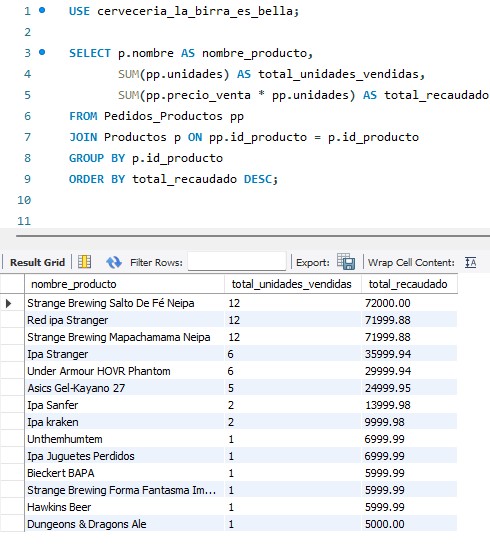 1 USE cerveceria_la_birra_es_bella;
2
3 SELECT p.nombre AS nombre_producto,
4 SUM(pp.unidades) AS total_unidades_vendidas,
5 SUM(pp.precio_venta * pp.unidades) AS total_recaudado
6 FROM Pedidos_Productos pp
7 JOIN Productos p ON pp.id_producto = p.id_producto
8 GROUP BY p.id_producto
9 ORDER BY total_recaudado DESC;
10
11
Result Grid Filter Rows: Export: Wrap Cell Content:
nombre_producto total_unidades_vendidas total_recaudado
Strange Brewing Salto De Fé Neipa 12 72000.00
Red ipa Stranger 12 71999.88
Strange Brewing Mapachamama Neipa 12 71999.88
Ipa Stranger 6 35999.94
Under Armour HOVR Phantom 6 29999.94
Asics Gel-Kayano 27 5 24999.95
Ipa Sanfer 2 13999.98
Ipa kraken 2 9999.98
Unthemhumtem 1 6999.99
Ipa Juguetes Perdidos 1 6999.99
Bieckert BAPA 1 5999.99
Strange Brewing Forma Fantasma Im... 1 5999.99
Hawkins Beer 1 5999.99
Dungeons & Dragons Ale 1 5000.00